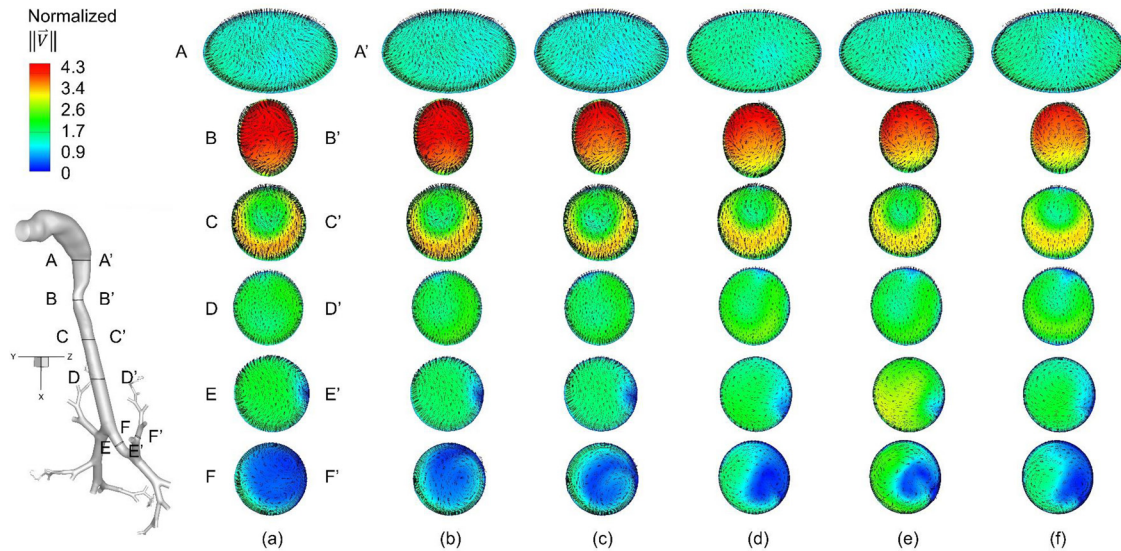 Normalized
‖V⃗‖
4.3
3.4
2.6
1.7
0.9
0
A A'
B B'
C C'
D D'
E E'
F F'
A A'
B B'
C C'
Y Z
X
D D'
F F'
E E'
(a) (b) (c) (d) (e) (f)